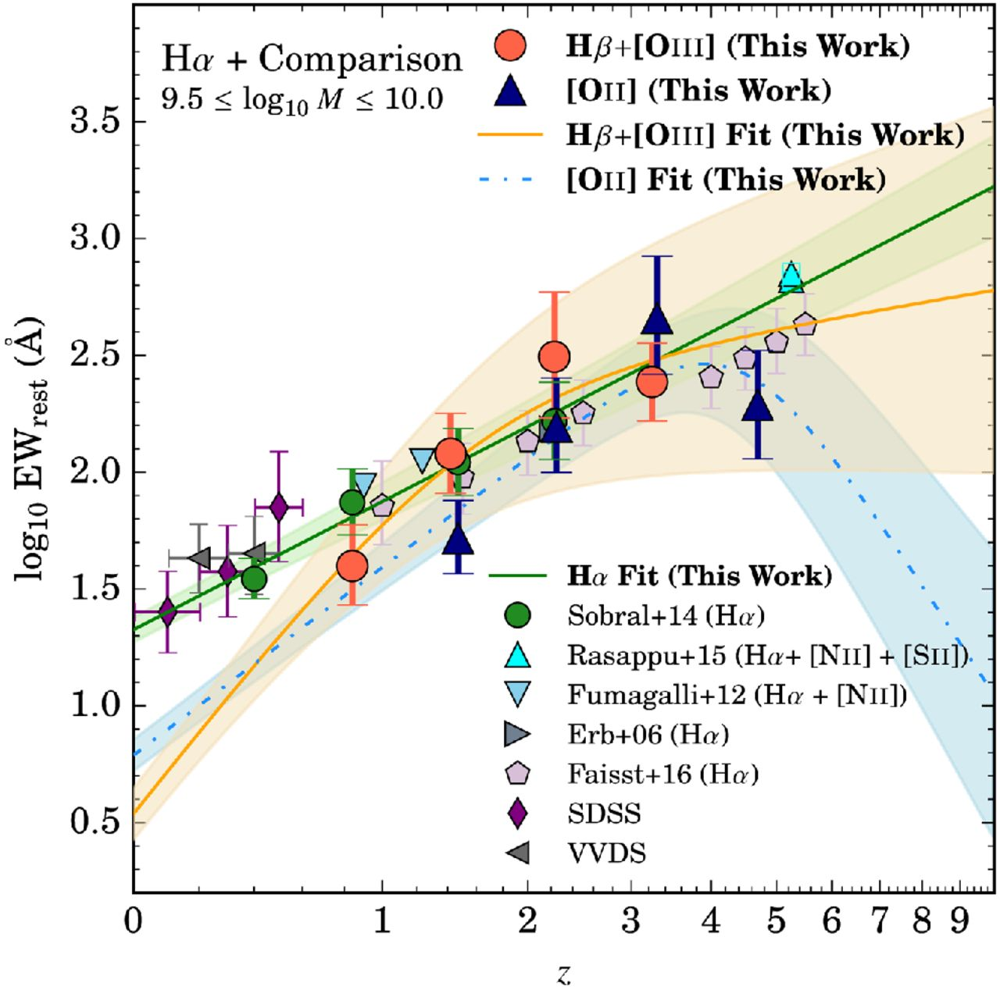 Hα + Comparison
9.5 ≤ log₁₀ M ≤ 10.0
Hβ+[OIII] (This Work)
[OII] (This Work)
Hβ+[OIII] Fit (This Work)
[OII] Fit (This Work)
3.5
3.0
2.5
2.0
1.5
1.0
0.5
log₁₀ EWrest (Å)
Hα Fit (This Work)
Sobral+14 (Hα)
Rasappu+15 (Hα+ [NII] + [SII])
Fumagalli+12 (Hα + [NII])
Erb+06 (Hα)
Faisst+16 (Hα)
SDSS
VVDS
0 1 2 3 4 5 6 7 8 9
z